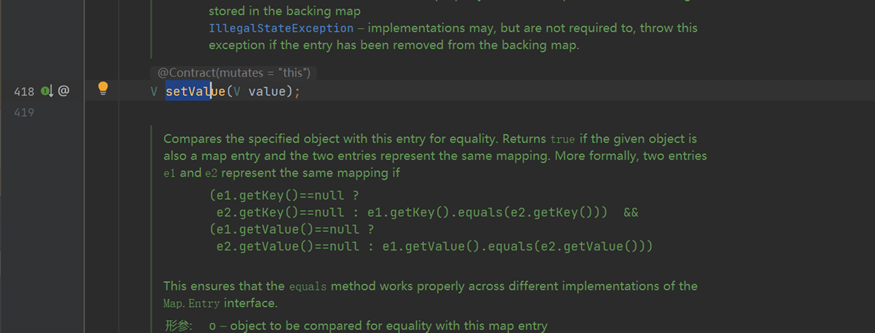 stored in the backing map
IllegalStateException – implementations may, but are not required to, throw this
exception if the entry has been removed from the backing map.
@Contract(mutates = "this")
418 @ V setValue(V value);
419
Compares the specified object with this entry for equality. Returns true if the given object is
also a map entry and the two entries represent the same mapping. More formally, two entries
e1 and e2 represent the same mapping if
(e1.getKey()==null ?
e2.getKey()==null : e1.getKey().equals(e2.getKey())) &&
(e1.getValue()==null ?
e2.getValue()==null : e1.getValue().equals(e2.getValue()))
This ensures that the equals method works properly across different implementations of the
Map.Entry interface.
形参: o – object to be compared for equality with this map entry